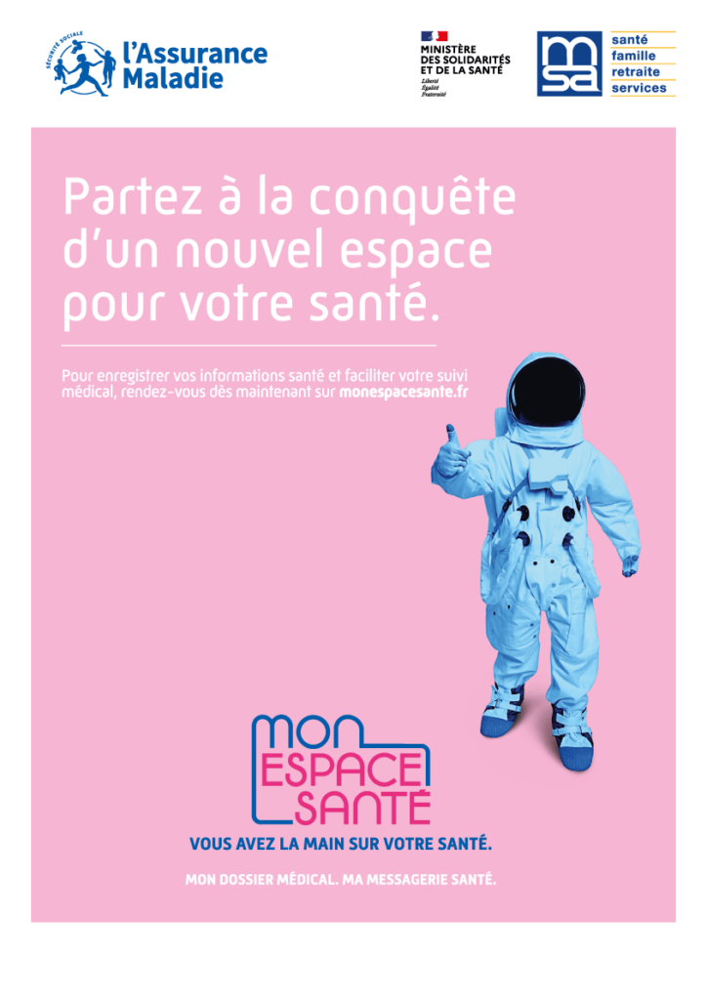 SÉCURITÉ SOCIALE
l'Assurance
Maladie
MINISTÈRE
DES SOLIDARITÉS
ET DE LA SANTÉ
Liberté
Égalité
Fraternité
msa
santé
famille
retraite
services
Partez à la conquête
d'un nouvel espace
pour votre santé.
Pour enregistrer vos informations santé et faciliter votre suivi
médical, rendez-vous dès maintenant sur monespacesante.fr
mon
ESPACE
SANTÉ
VOUS AVEZ LA MAIN SUR VOTRE SANTÉ.
MON DOSSIER MÉDICAL. MA MESSAGERIE SANTÉ.